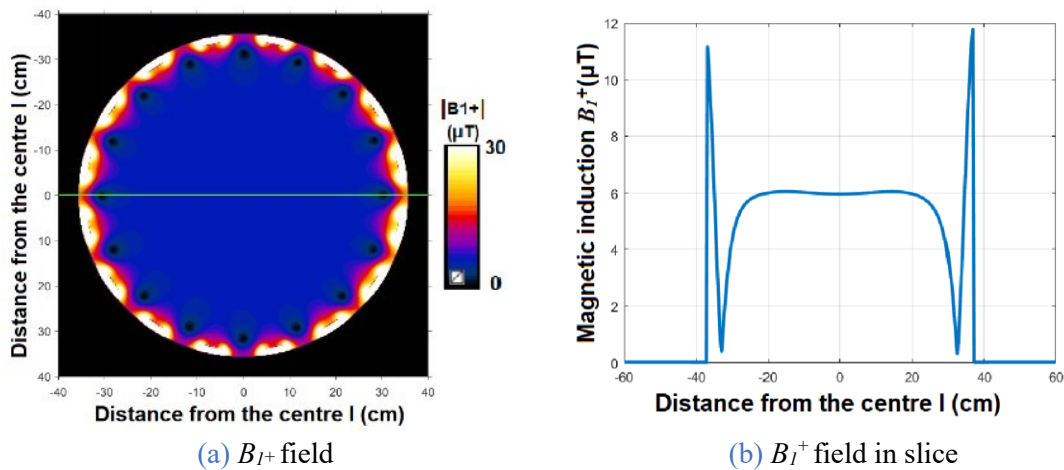 -40
-30
-20
-10
0
10
20
30
40
-40 -30 -20 -10 0 10 20 30 40
Distance from the centre l (cm)
Distance from the centre l (cm)
|B1+|
(µT)
30
0
(a) B1+ field
12
10
8
6
4
2
0
-60 -40 -20 0 20 40 60
Magnetic induction B1+(µT)
Distance from the centre l (cm)
(b) B1+ field in slice